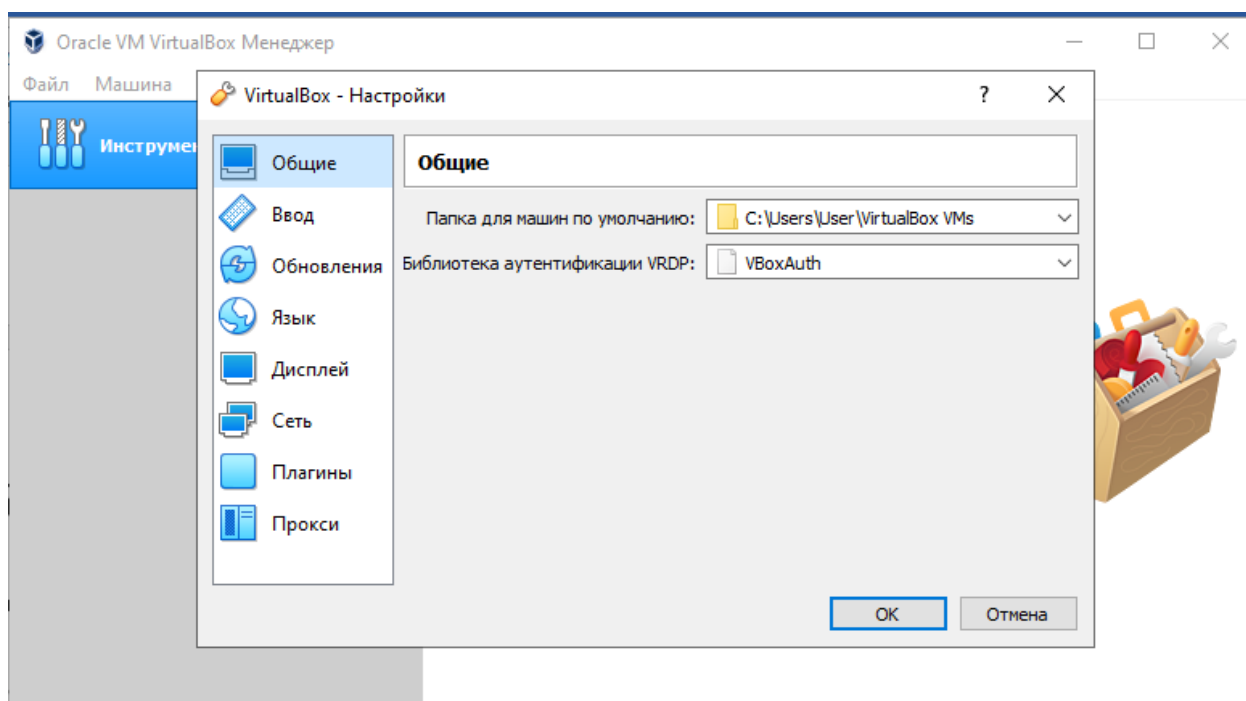 Oracle VM VirtualBox Менеджер
Файл Машина
VirtualBox - Настройки
?
Общие
Ввод
Обновления
Язык
Дисплей
Сеть
Плагины
Прокси
Общие
Папка для машин по умолчанию: C:\Users\User\VirtualBox VMs
Библиотека аутентификации VRDP: VBoxAuth
OK Отмена